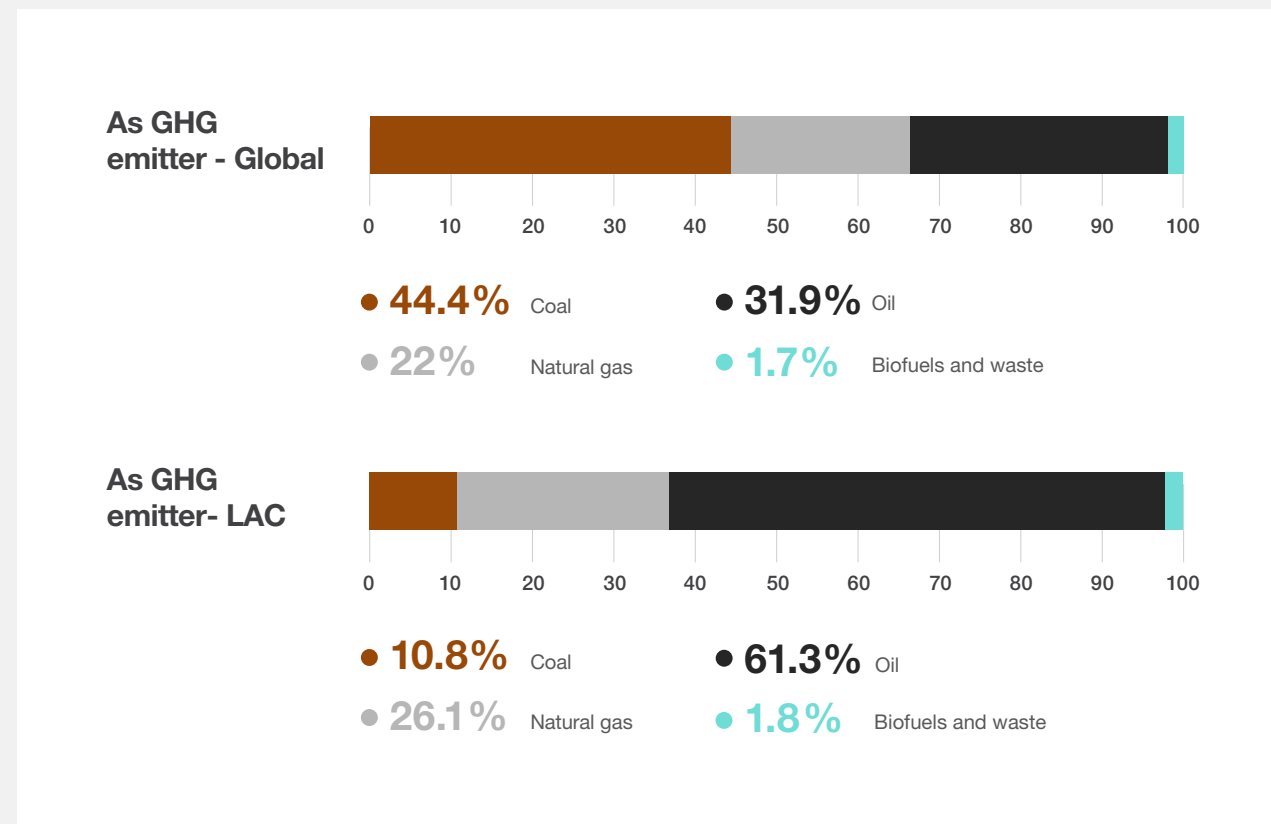 As GHG
emitter - Global
0 10 20 30 40 50 60 70 80 90 100
44.4% Coal
31.9% Oil
22% Natural gas
1.7% Biofuels and waste
As GHG
emitter- LAC
0 10 20 30 40 50 60 70 80 90 100
10.8% Coal
61.3% Oil
26.1% Natural gas
1.8% Biofuels and waste